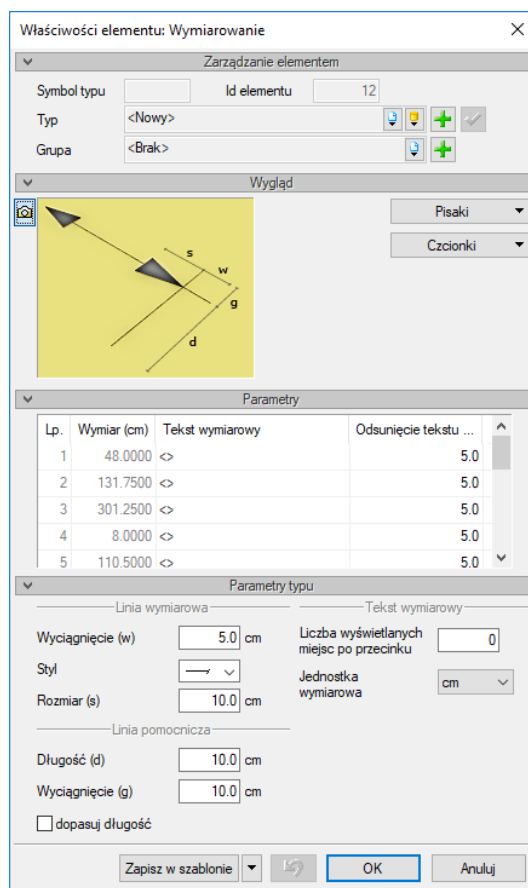 Właściwości elementu: Wymiarowanie
Zarządzanie elementem
Symbol typu Id elementu 12
Typ <Nowy>
Grupa <Brak>
Wygląd
Pisaki
Czcionki
s
w
g
d
Parametry
Lp. Wymiar (cm) Tekst wymiarowy Odsunięcie tekstu ...
1 48.0000 <> 5.0
2 131.7500 <> 5.0
3 301.2500 <> 5.0
4 8.0000 <> 5.0
5 110.5000 <> 5.0
Parametry typu
Linia wymiarowa
Wyciągnięcie (w) 5.0 cm
Styl
Rozmiar (s) 10.0 cm
Linia pomocnicza
Długość (d) 10.0 cm
Wyciągnięcie (g) 10.0 cm
dopasuj długość
Tekst wymiarowy
Liczba wyświetlanych
miejsc po przecinku 0
Jednostka
wymiarowa cm
Zapisz w szablonie OK Anuluj